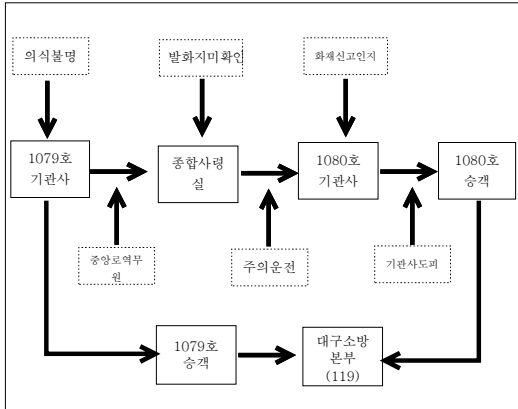 의식불명
발화지미확인
화재신고인지
1079호
기관사
종합사령
실
1080호
기관사
1080호
승객
중앙로역무
원
주의운전
기관사도피
1079호
승객
대구소방
본부
(119)